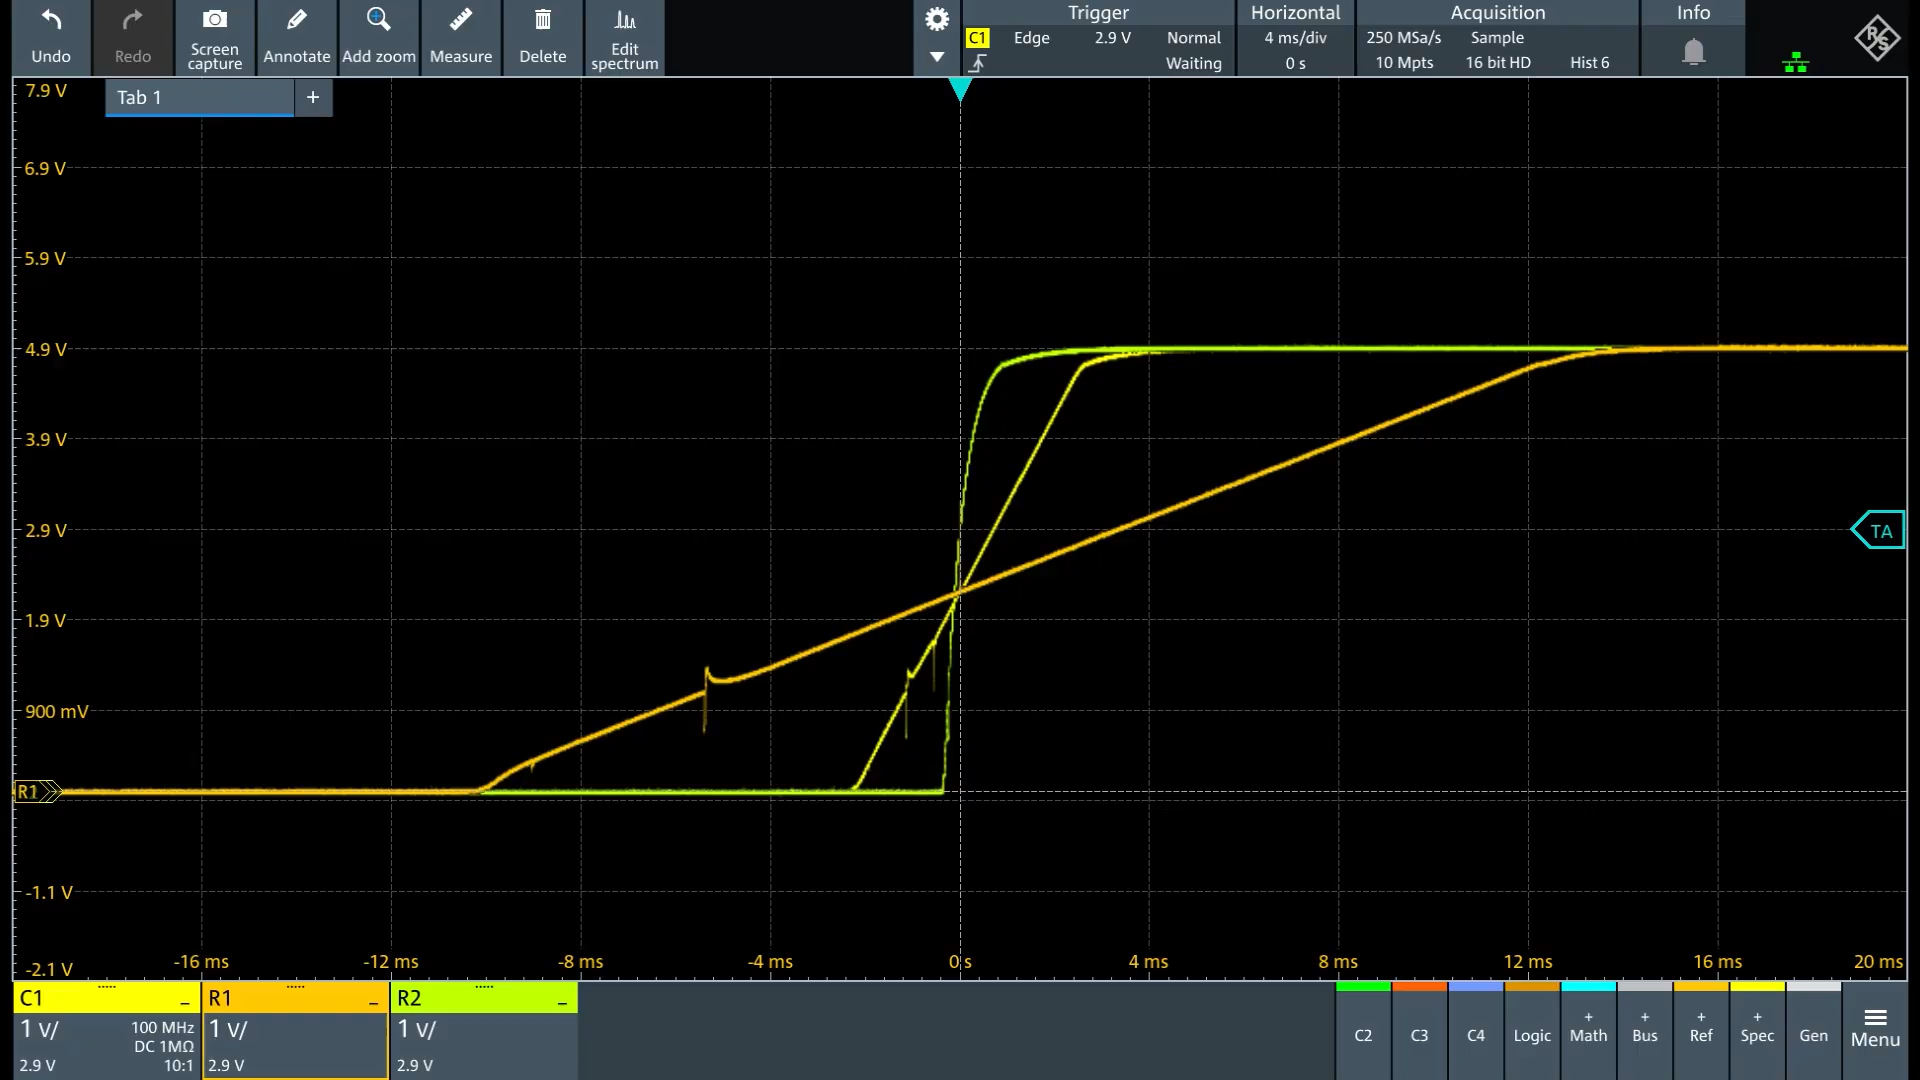 Undo
Redo
Screen
capture
Annotate
Add zoom
Measure
Delete
Edit
spectrum
Trigger
C1 Edge 2.9 V Normal
Waiting
Horizontal
4 ms/div
0 s
Acquisition
250 MSa/s Sample
10 Mpts 16 bit HD Hist 6
Info
R&S
Tab 1 +
7.9 V
6.9 V
5.9 V
4.9 V
3.9 V
2.9 V
1.9 V
900 mV
R1
-1.1 V
-2.1 V
TA
-16 ms -12 ms -8 ms -4 ms 0 s 4 ms 8 ms 12 ms 16 ms 20 ms
C1
1 V/ 100 MHz
DC 1MΩ
2.9 V 10:1
R1
1 V/
2.9 V
R2
1 V/
2.9 V
C2
C3
C4
Logic
+
Math
+
Bus
+
Ref
+
Spec
Gen
Menu